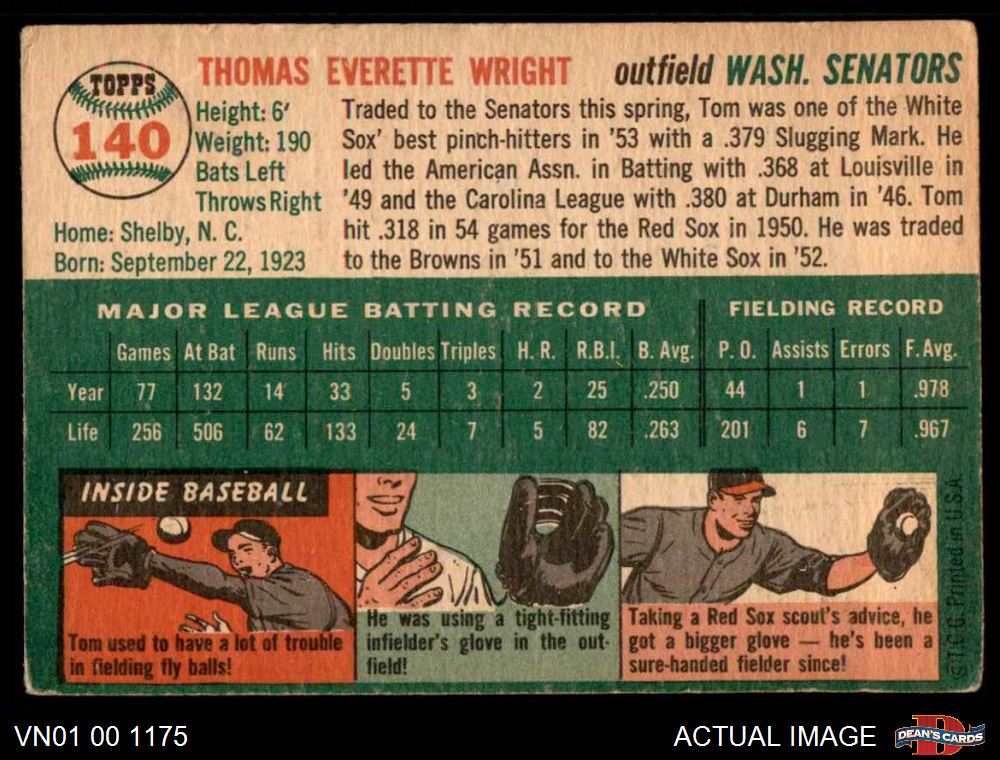 TOPPS
140
THOMAS EVERETTE WRIGHT outfield WASH. SENATORS
Height: 6'
Weight: 190
Bats Left
Throws Right
Home: Shelby, N. C.
Born: September 22, 1923
Traded to the Senators this spring, Tom was one of the White
Sox' best pinch-hitters in '53 with a .379 Slugging Mark. He
led the American Assn. in Batting with .368 at Louisville in
'49 and the Carolina League with .380 at Durham in '46. Tom
hit .318 in 54 games for the Red Sox in 1950. He was traded
to the Browns in '51 and to the White Sox in '52.
MAJOR LEAGUE BATTING RECORD FIELDING RECORD
Games At Bat Runs Hits Doubles Triples H. R. R.B.I. B. Avg. P. O. Assists Errors F. Avg.
Year 77 132 14 33 5 3 2 25 .250 44 1 1 .978
Life 256 506 62 133 24 7 5 82 .263 201 6 7 .967
INSIDE BASEBALL
Tom used to have a lot of trouble
in fielding fly balls!
He was using a tight-fitting
infielder's glove in the out-
field!
Taking a Red Sox scout's advice, he
got a bigger glove — he's been a
sure-handed fielder since!
© T.C.G. Printed in U.S.A.
VN01 00 1175
ACTUAL IMAGE
DEAN'S CARDS